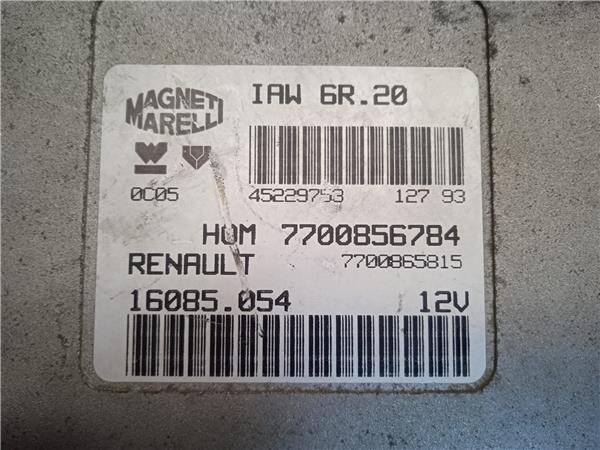 MAGNETI
MARELLI
IAW 6R.20
0C05
45229753 127 93
HOM 7700856784
RENAULT 7700865815
16085.054 12V